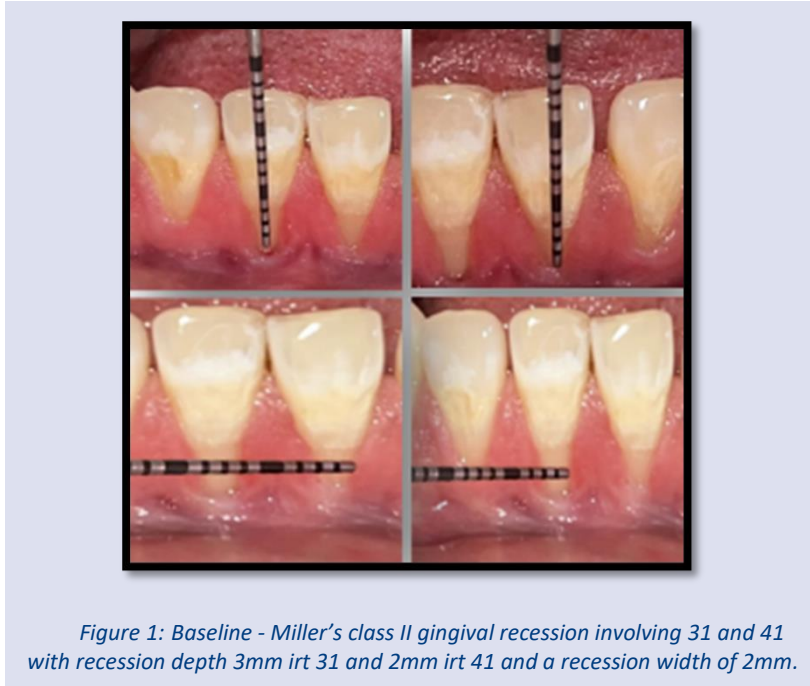 Figure 1: Baseline - Miller's class II gingival recession involving 31 and 41
with recession depth 3mm irt 31 and 2mm irt 41 and a recession width of 2mm.